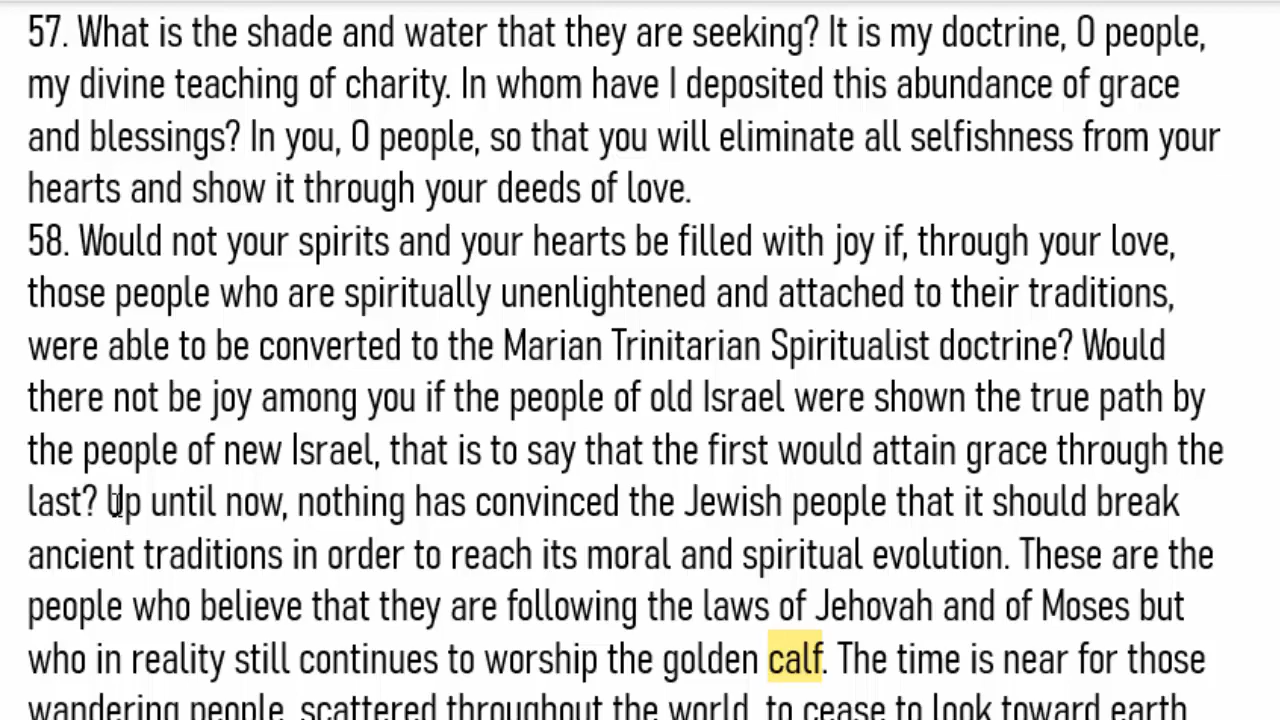 57. What is the shade and water that they are seeking? It is my doctrine, O people,
my divine teaching of charity. In whom have I deposited this abundance of grace
and blessings? In you, O people, so that you will eliminate all selfishness from your
hearts and show it through your deeds of love.
58. Would not your spirits and your hearts be filled with joy if, through your love,
those people who are spiritually unenlightened and attached to their traditions,
were able to be converted to the Marian Trinitarian Spiritualist doctrine? Would
there not be joy among you if the people of old Israel were shown the true path by
the people of new Israel, that is to say that the first would attain grace through the
last? Up until now, nothing has convinced the Jewish people that it should break
ancient traditions in order to reach its moral and spiritual evolution. These are the
people who believe that they are following the laws of Jehovah and of Moses but
who in reality still continues to worship the golden calf. The time is near for those
wandering people, scattered throughout the world, to cease to look toward earth